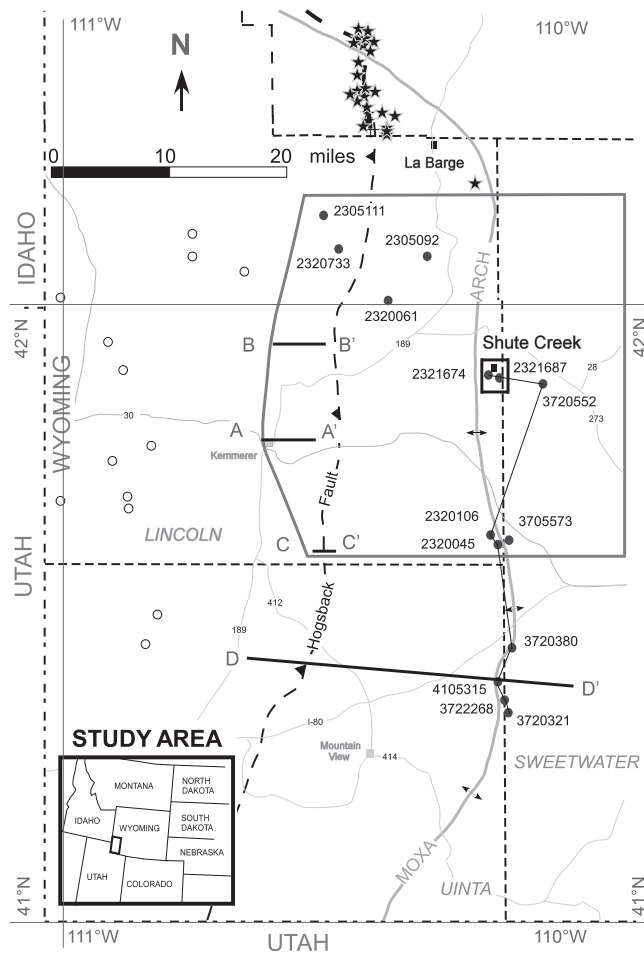 111°W
110°W
N
0
10
20
miles
La Barge
IDAHO
WYOMING
UTAH
2305111
2305092
2320733
2320061
ARCH
42°N
42°N
B
B'
189
Shute Creek
2321674
2321687
28
3720552
273
30
A
A'
Kemmerer
Fault
LINCOLN
2320106
3705573
2320045
C
C'
412
Hogsback
189
3720380
D
D'
4105315
3722268
3720321
I-80
Mountain
View
414
SWEETWATER
STUDY AREA
MONTANA
NORTH
DAKOTA
IDAHO
WYOMING
SOUTH
DAKOTA
NEBRASKA
UTAH
COLORADO
MOXA
UINTA
41°N
41°N
111°W
110°W
UTAH